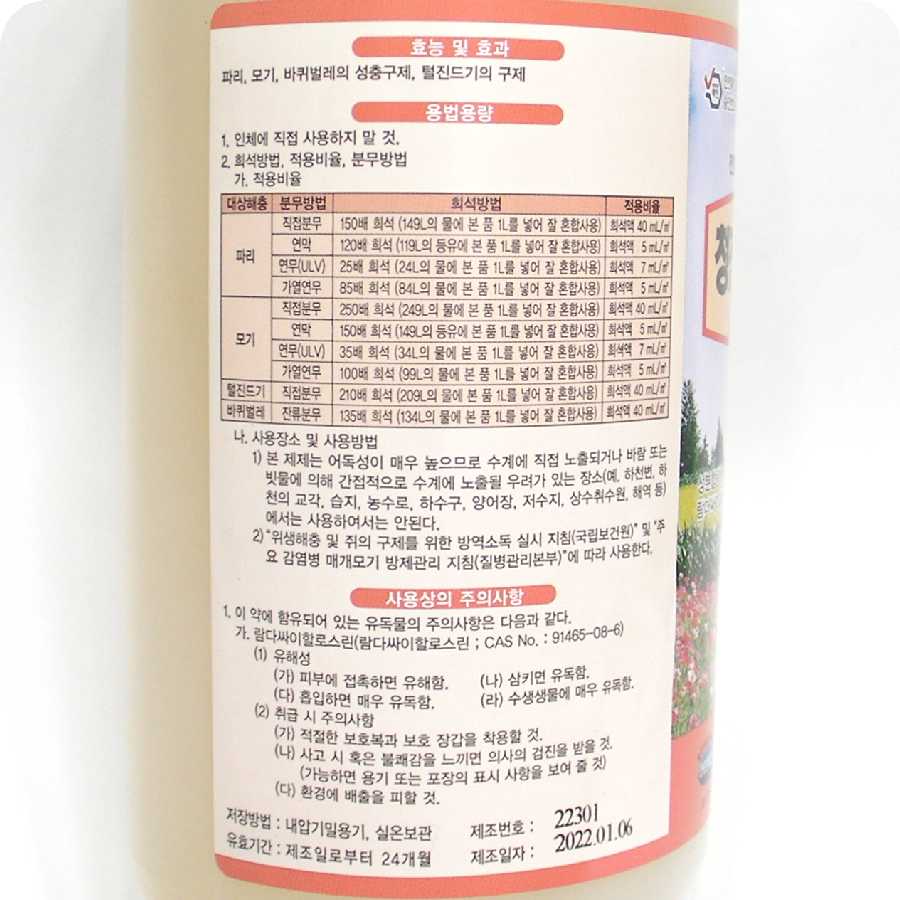 효능 및 효과
파리, 모기, 바퀴벌레의 성충구제, 털진드기의 구제
용법용량
1. 인체에 직접 사용하지 말 것.
2. 희석방법, 적용비율, 분무방법
가. 적용비율
대상해충 분무방법 희석방법 적용비율
파리 직접분무 150배 희석 (149L의 물에 본 품 1L를 넣어 잘 혼합사용) 희석액 40 mL/㎡
연막 120배 희석 (119L의 등유에 본 품 1L를 넣어 잘 혼합사용) 희석액 5 mL/㎡
연무(ULV) 25배 희석 (24L의 물에 본 품 1L를 넣어 잘 혼합사용) 희석액 7 mL/㎡
가열연무 85배 희석 (84L의 물에 본 품 1L를 넣어 잘 혼합사용) 희석액 5 mL/㎡
모기 직접분무 250배 희석 (249L의 물에 본 품 1L를 넣어 잘 혼합사용) 희석액 40 mL/㎡
연막 150배 희석 (149L의 등유에 본 품 1L를 넣어 잘 혼합사용) 희석액 5 mL/㎡
연무(ULV) 35배 희석 (34L의 물에 본 품 1L를 넣어 잘 혼합사용) 희석액 7 mL/㎡
가열연무 100배 희석 (99L의 물에 본 품 1L를 넣어 잘 혼합사용) 희석액 5 mL/㎡
털진드기 직접분무 210배 희석 (209L의 물에 본 품 1L를 넣어 잘 혼합사용) 희석액 40 mL/㎡
바퀴벌레 잔류분무 135배 희석 (134L의 물에 본 품 1L를 넣어 잘 혼합사용) 희석액 40 mL/㎡
나. 사용장소 및 사용방법
1) 본 제제는 어독성이 매우 높으므로 수계에 직접 노출되거나 바람 또는
빗물에 의해 간접적으로 수계에 노출될 우려가 있는 장소(예, 하천변, 하
천의 교각, 습지, 농수로, 하수구, 양어장, 저수지, 상수취수원, 해역 등)
에서는 사용하여서는 안된다.
2) "위생해충 및 쥐의 구제를 위한 방역소독 실시 지침(국립보건원)" 및 "주
요 감염병 매개모기 방제관리 지침(질병관리본부)"에 따라 사용한다.
사용상의 주의사항
1. 이 약에 함유되어 있는 유독물의 주의사항은 다음과 같다.
가. 람다싸이할로스린(람다싸이할로스린 ; CAS No. : 91465-08-6)
(1) 유해성
(가) 피부에 접촉하면 유해함. (나) 삼키면 유독함.
(다) 흡입하면 매우 유독함. (라) 수생생물에 매우 유독함.
(2) 취급 시 주의사항
(가) 적절한 보호복과 보호 장갑을 착용할 것.
(나) 사고 시 혹은 불쾌감을 느끼면 의사의 검진을 받을 것.
(가능하면 용기 또는 포장의 표시 사항을 보여 줄 것)
(다) 환경에 배출을 피할 것.
저장방법 : 내압기밀용기, 실온보관 제조번호 : 22301
유효기간 : 제조일로부터 24개월 제조일자 : 2022.01.06